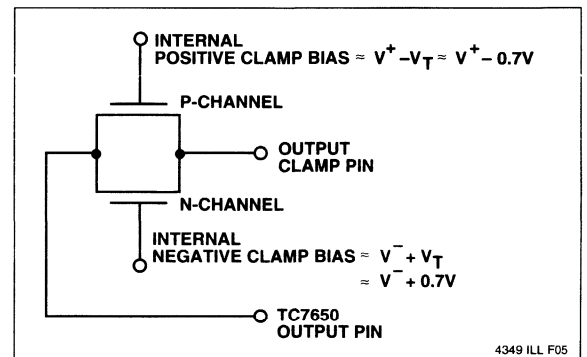 INTERNAL
POSITIVE CLAMP BIAS ≈ V⁺ –V_T ≈ V⁺ – 0.7V
P-CHANNEL
OUTPUT
CLAMP PIN
N-CHANNEL
INTERNAL
NEGATIVE CLAMP BIAS ≈ V⁻ + V_T
≈ V⁻ + 0.7V
TC7650
OUTPUT PIN
4349 ILL F05